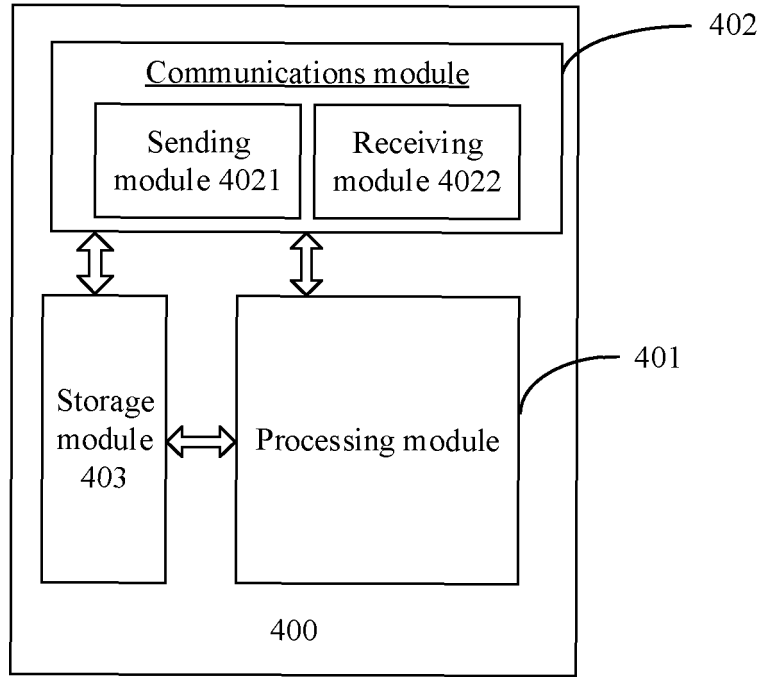 402
Communications module
Sending
module 4021
Receiving
module 4022
401
Storage
module
403
Processing module
400